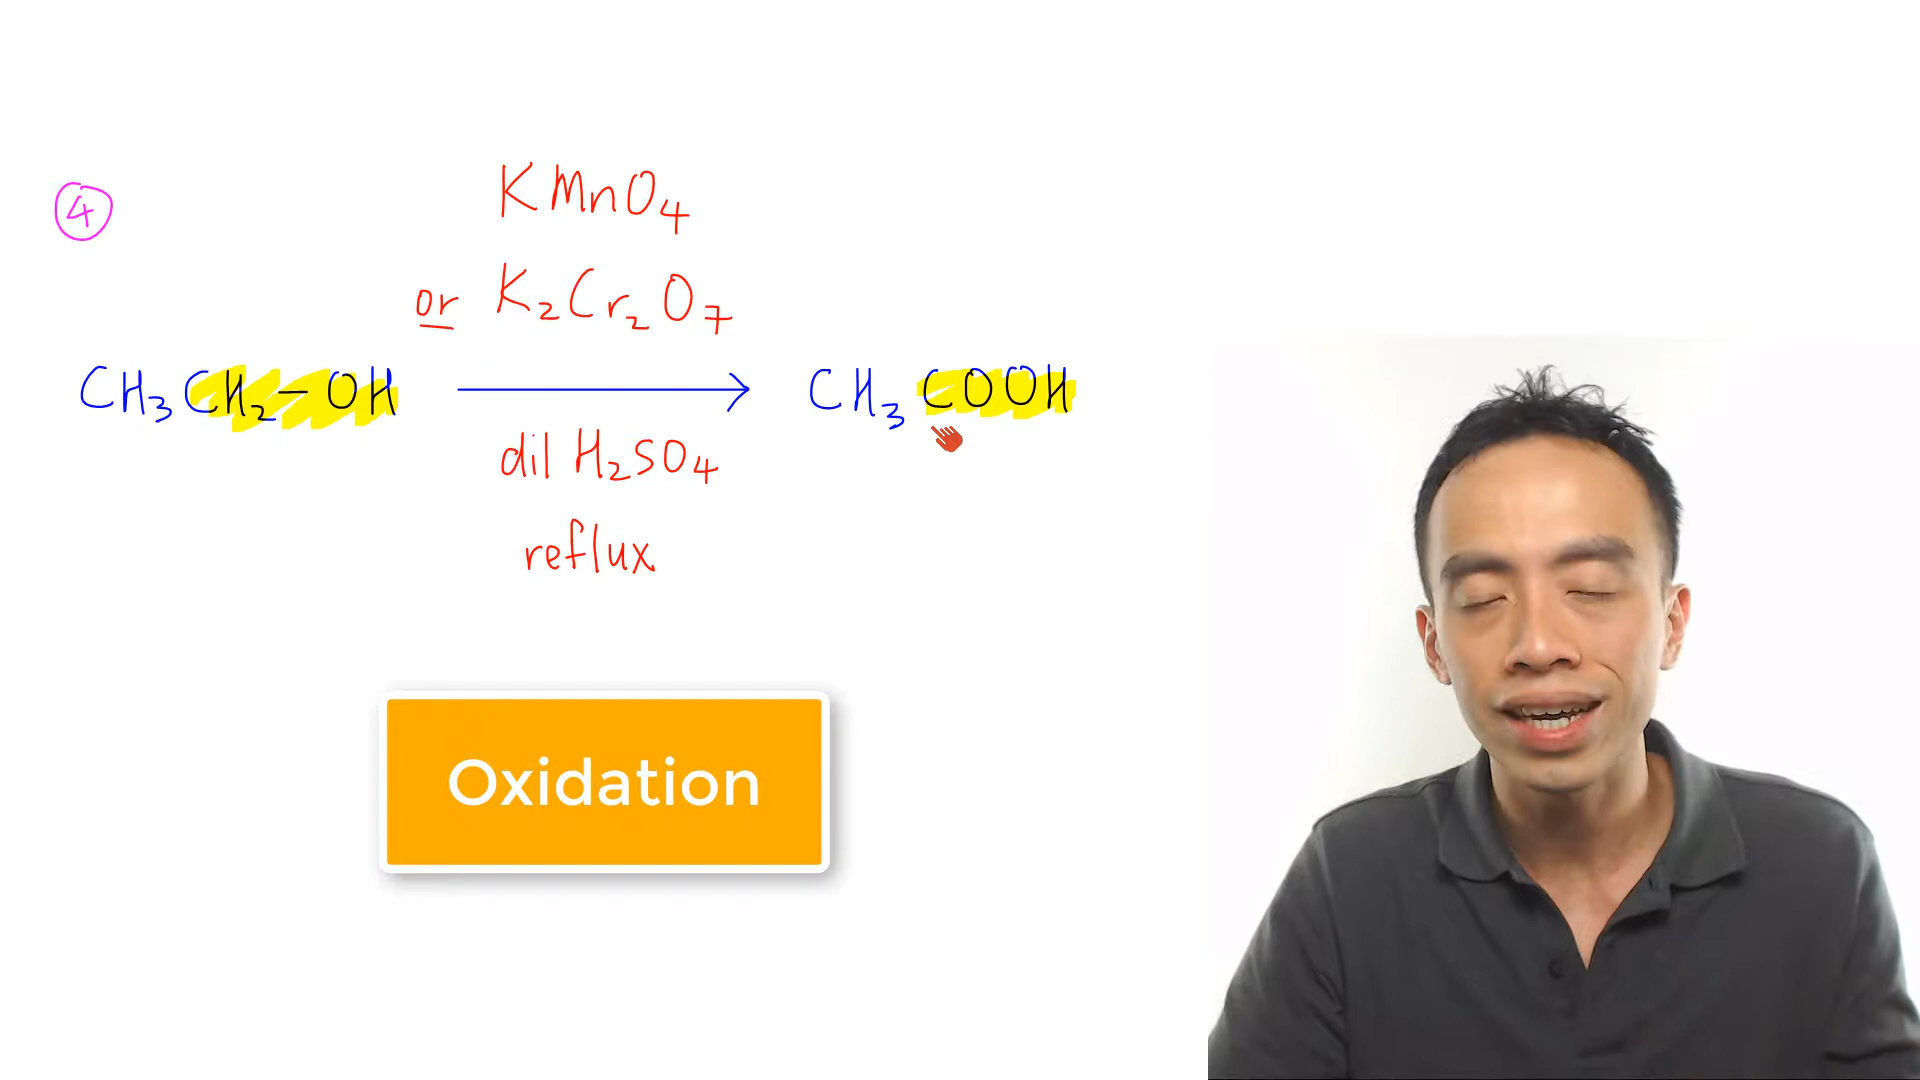 ④
KMnO₄
or K₂Cr₂O₇
CH₃CH₂–OH → CH₃COOH
dil H₂SO₄
reflux
Oxidation